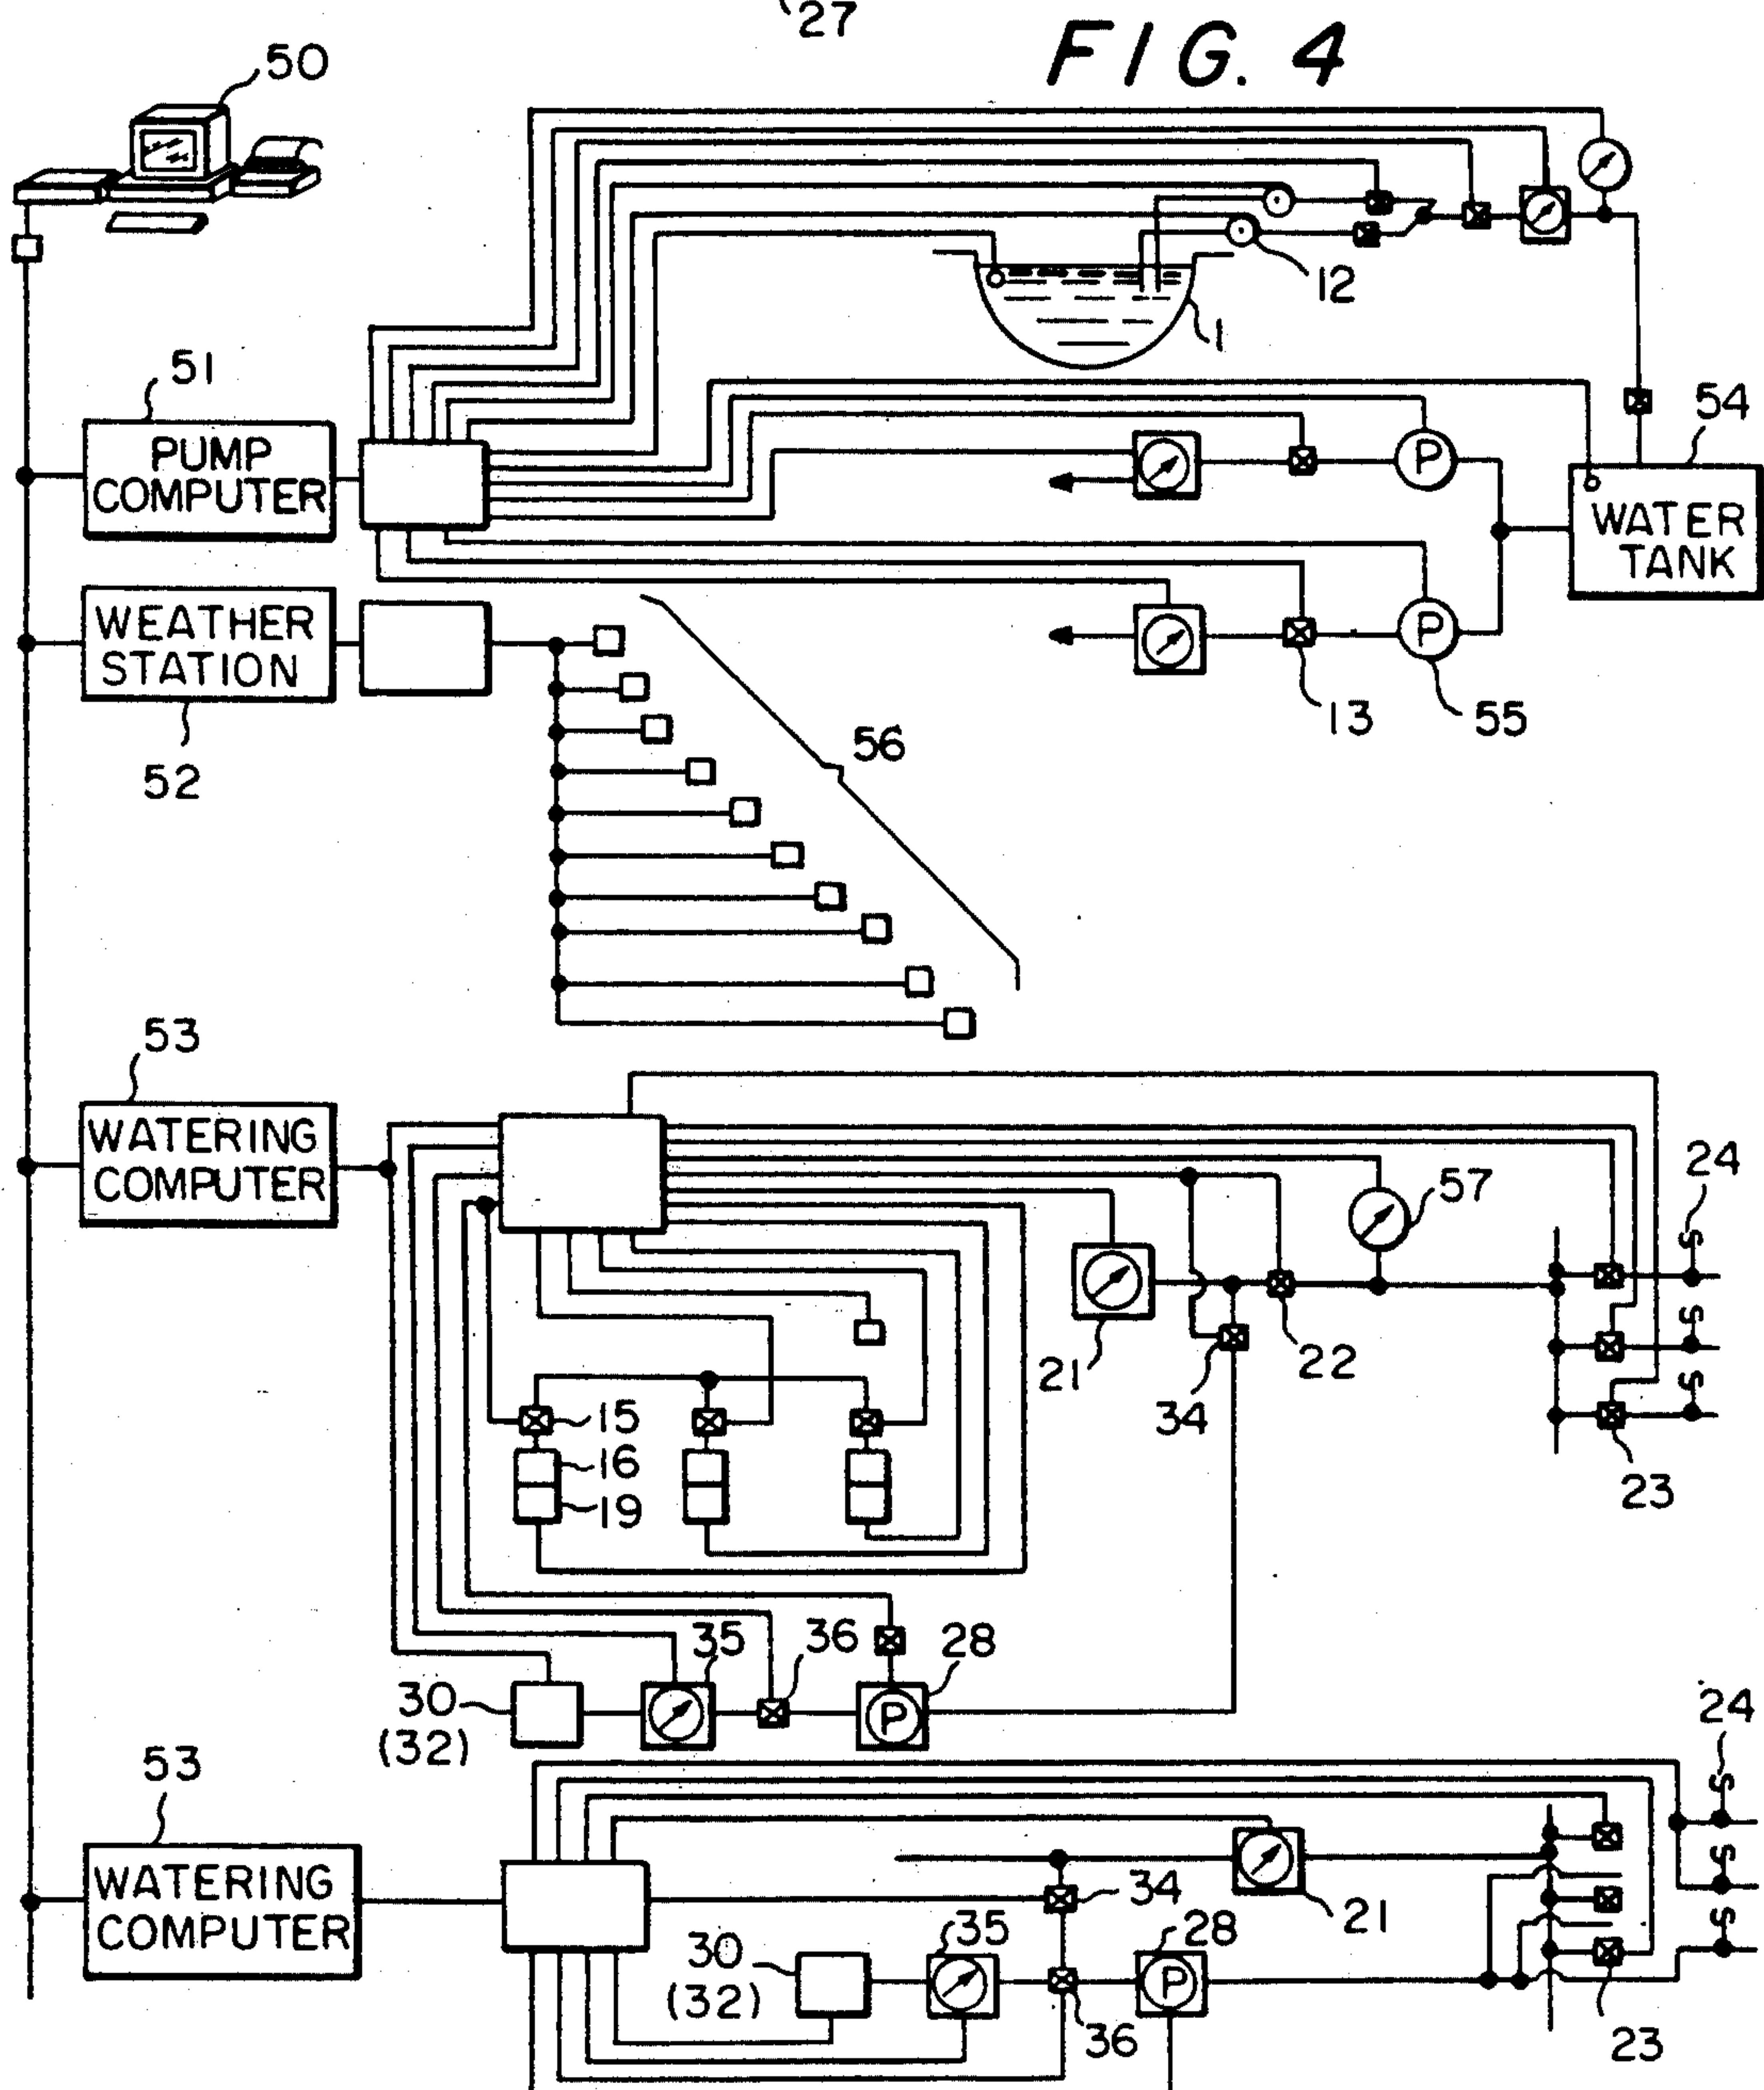 27
FIG. 4
50
12
1
51
PUMP
COMPUTER
54
P
WATER
TANK
WEATHER
STATION
P
13
55
52
56
53
WATERING
COMPUTER
24
57
S
S
S
21
34
22
15
16
19
23
35
36
28
30
(32)
P
24
53
S
S
S
WATERING
COMPUTER
34
21
35
28
30
(32)
P
36
23